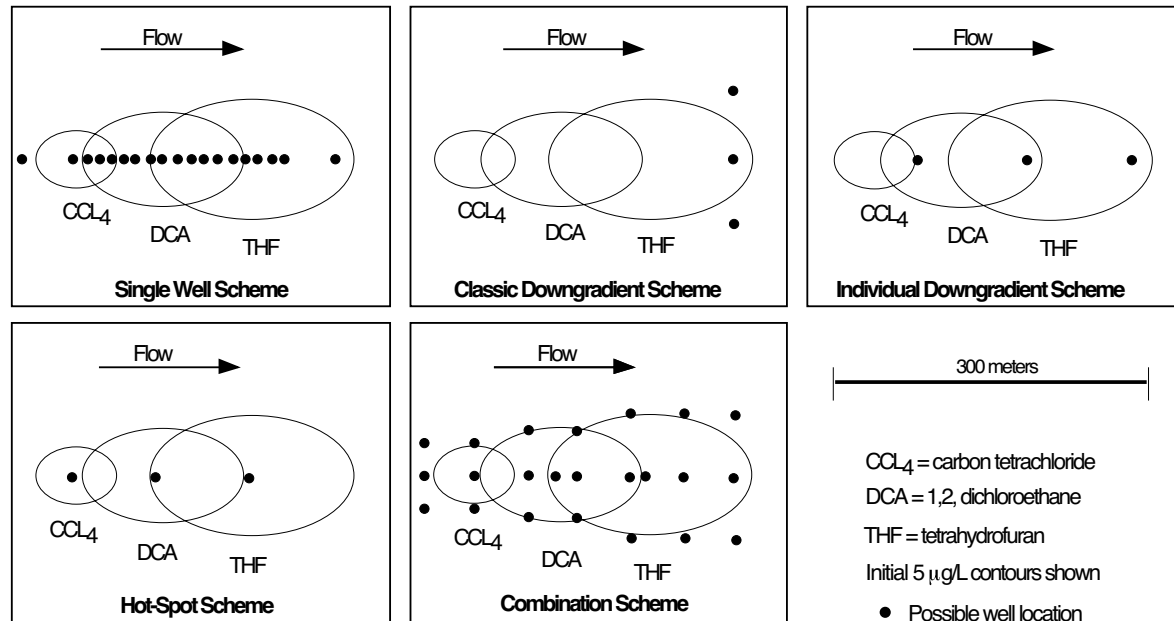 Flow
CCL4
DCA
THF
Single Well Scheme
Flow
CCL4
DCA
THF
Classic Downgradient Scheme
Flow
CCL4
DCA
THF
Individual Downgradient Scheme
Flow
CCL4
DCA
THF
Hot-Spot Scheme
Flow
CCL4
DCA
THF
Combination Scheme
300 meters
CCL4 = carbon tetrachloride
DCA = 1,2, dichloroethane
THF = tetrahydrofuran
Initial 5 μg/L contours shown
● Possible well location